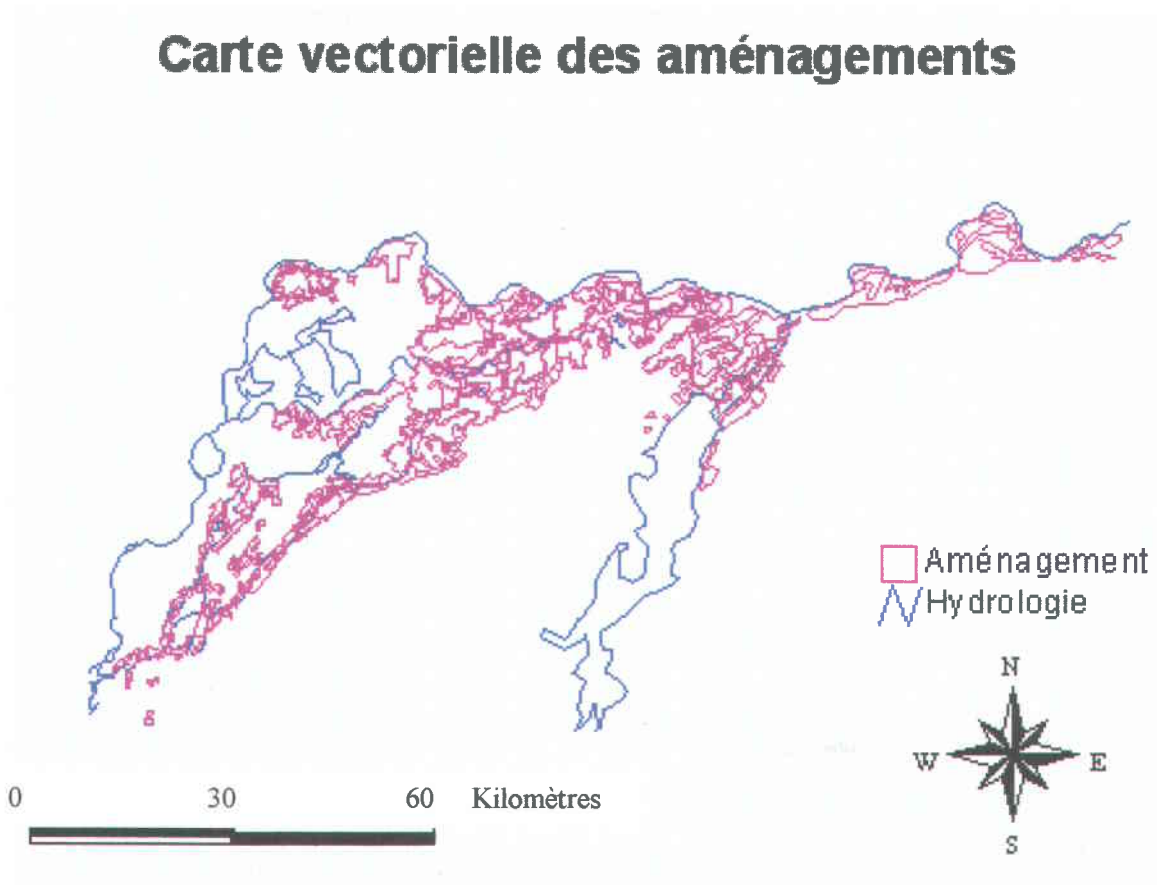 Carte vectorielle des aménagements
Aménagement
Hydrologie
N
W E
S
0 30 60 Kilomètres